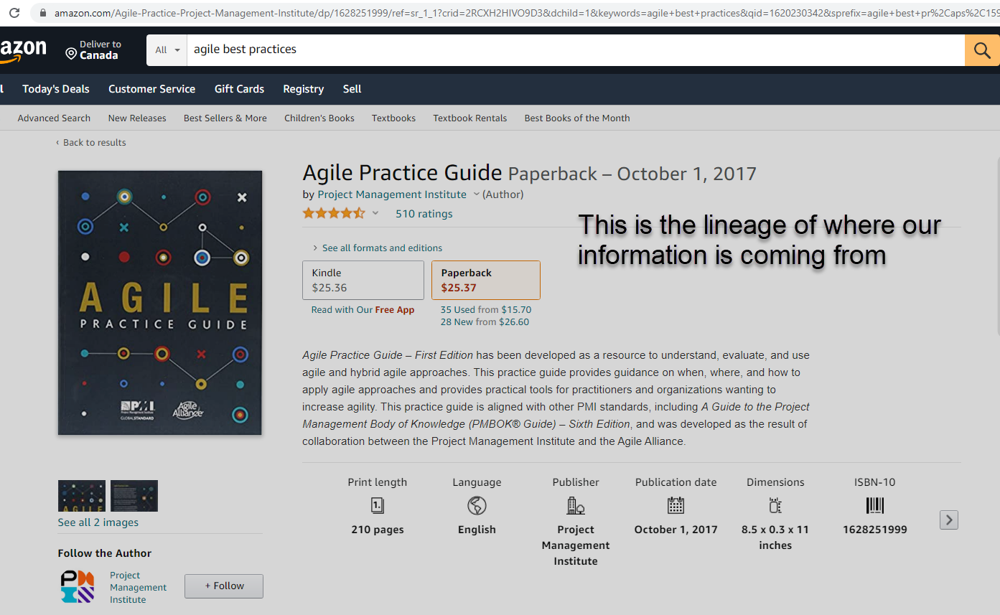 amazon.com/Agile-Practice-Project-Management-Institute/dp/1628251999/ref=sr_1_1?crid=2RCXH2HIVO9D3&dchild=1&keywords=agile+best+practices&qid=1620230342&sprefix=agile+best+pr%2Caps%2C159
azon
Deliver to
Canada
All
agile best practices
l Today's Deals Customer Service Gift Cards Registry Sell
Advanced Search New Releases Best Sellers & More Children's Books Textbooks Textbook Rentals Best Books of the Month
‹ Back to results
AGILE
PRACTICE GUIDE
PMI
Project Management Institute
GLOBAL STANDARD
Agile
Alliance
Agile Practice Guide Paperback – October 1, 2017
by Project Management Institute (Author)
510 ratings
This is the lineage of where our
information is coming from
› See all formats and editions
Kindle
$25.36
Paperback
$25.37
Read with Our Free App
35 Used from $15.70
28 New from $26.60
Agile Practice Guide – First Edition has been developed as a resource to understand, evaluate, and use
agile and hybrid agile approaches. This practice guide provides guidance on when, where, and how to
apply agile approaches and provides practical tools for practitioners and organizations wanting to
increase agility. This practice guide is aligned with other PMI standards, including A Guide to the Project
Management Body of Knowledge (PMBOK® Guide) – Sixth Edition, and was developed as the result of
collaboration between the Project Management Institute and the Agile Alliance.
AGILE
See all 2 images
Print length
1.
210 pages
Language
English
Publisher
Project
Management
Institute
Publication date
October 1, 2017
Dimensions
8.5 x 0.3 x 11
inches
ISBN-10
1628251999
Follow the Author
Project
Management
Institute
+ Follow